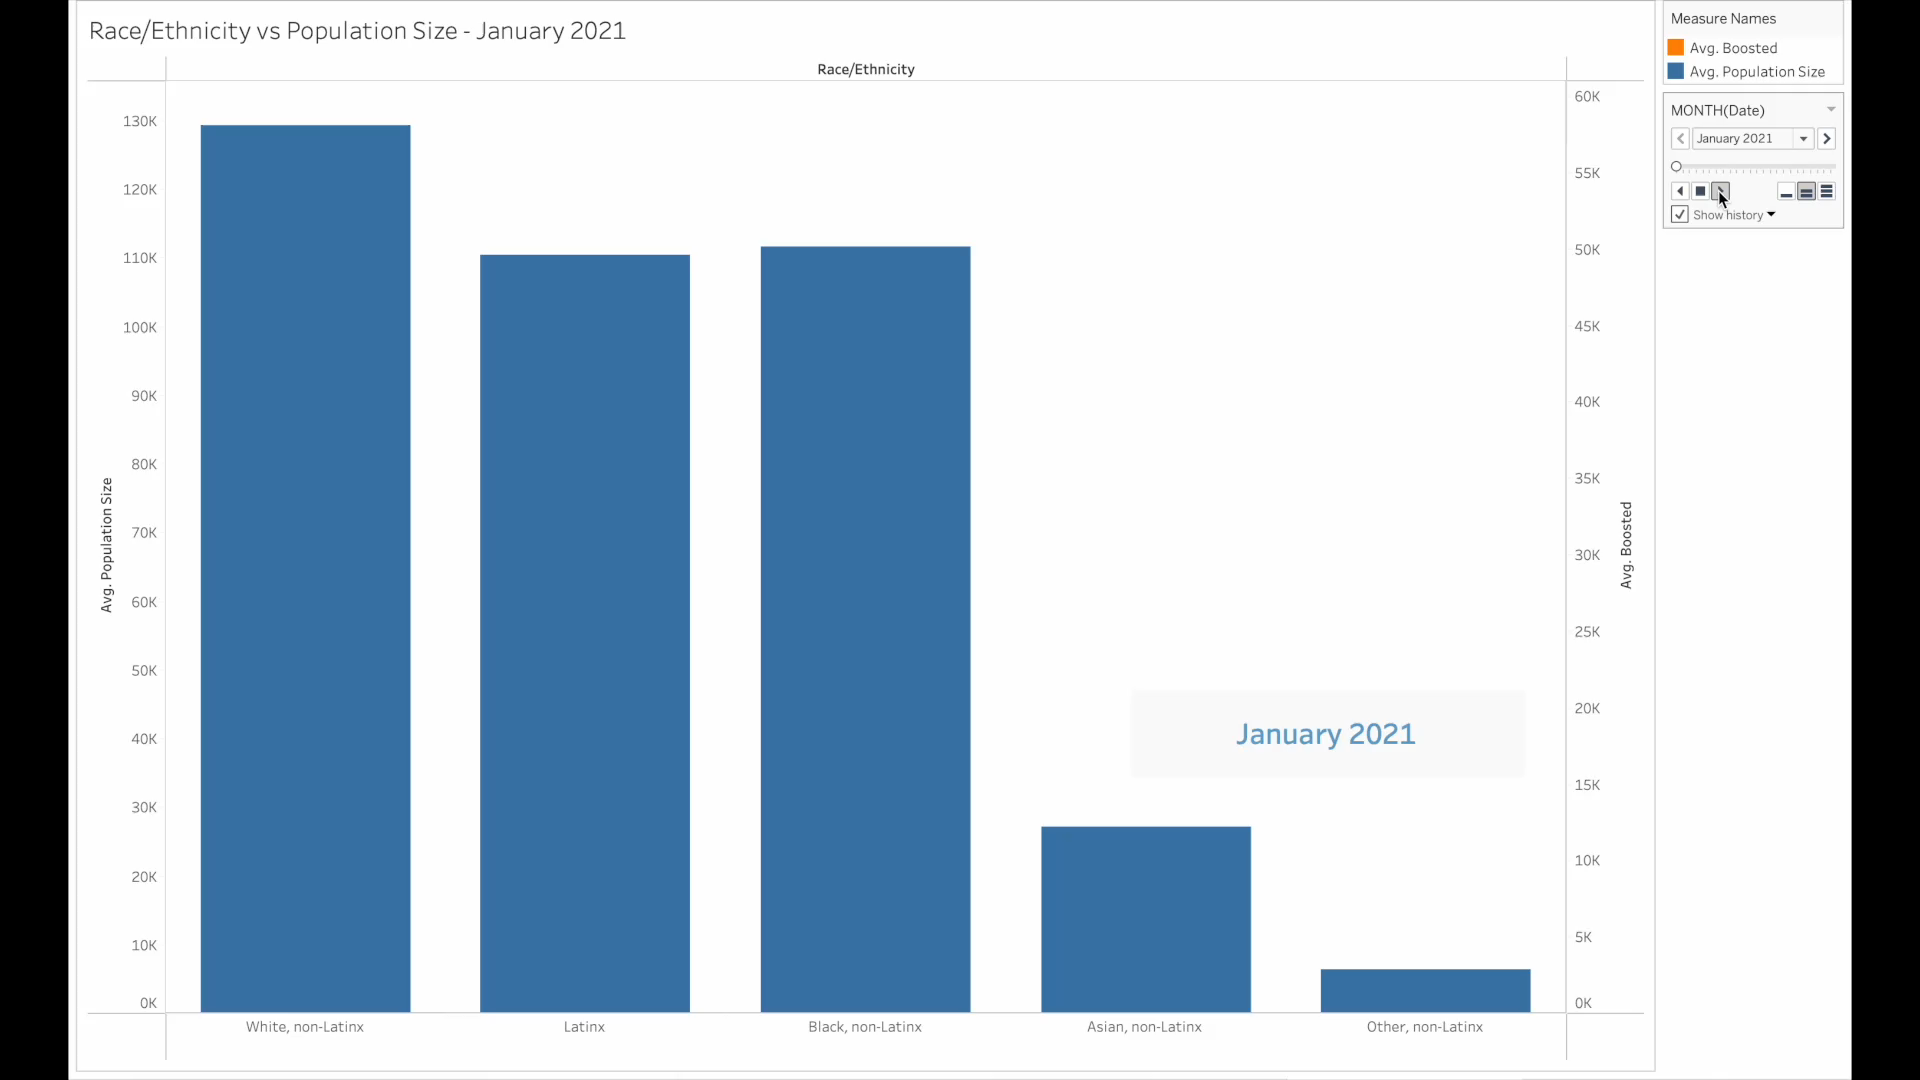 Race/Ethnicity vs Population Size - January 2021
Race/Ethnicity
Avg. Population Size
130K
120K
110K
100K
90K
80K
70K
60K
50K
40K
30K
20K
10K
0K
January 2021
60K
55K
50K
45K
40K
35K
30K
25K
20K
15K
10K
5K
0K
Avg. Boosted
White, non-Latinx
Latinx
Black, non-Latinx
Asian, non-Latinx
Other, non-Latinx
Measure Names
Avg. Boosted
Avg. Population Size
MONTH(Date)
January 2021
Show history